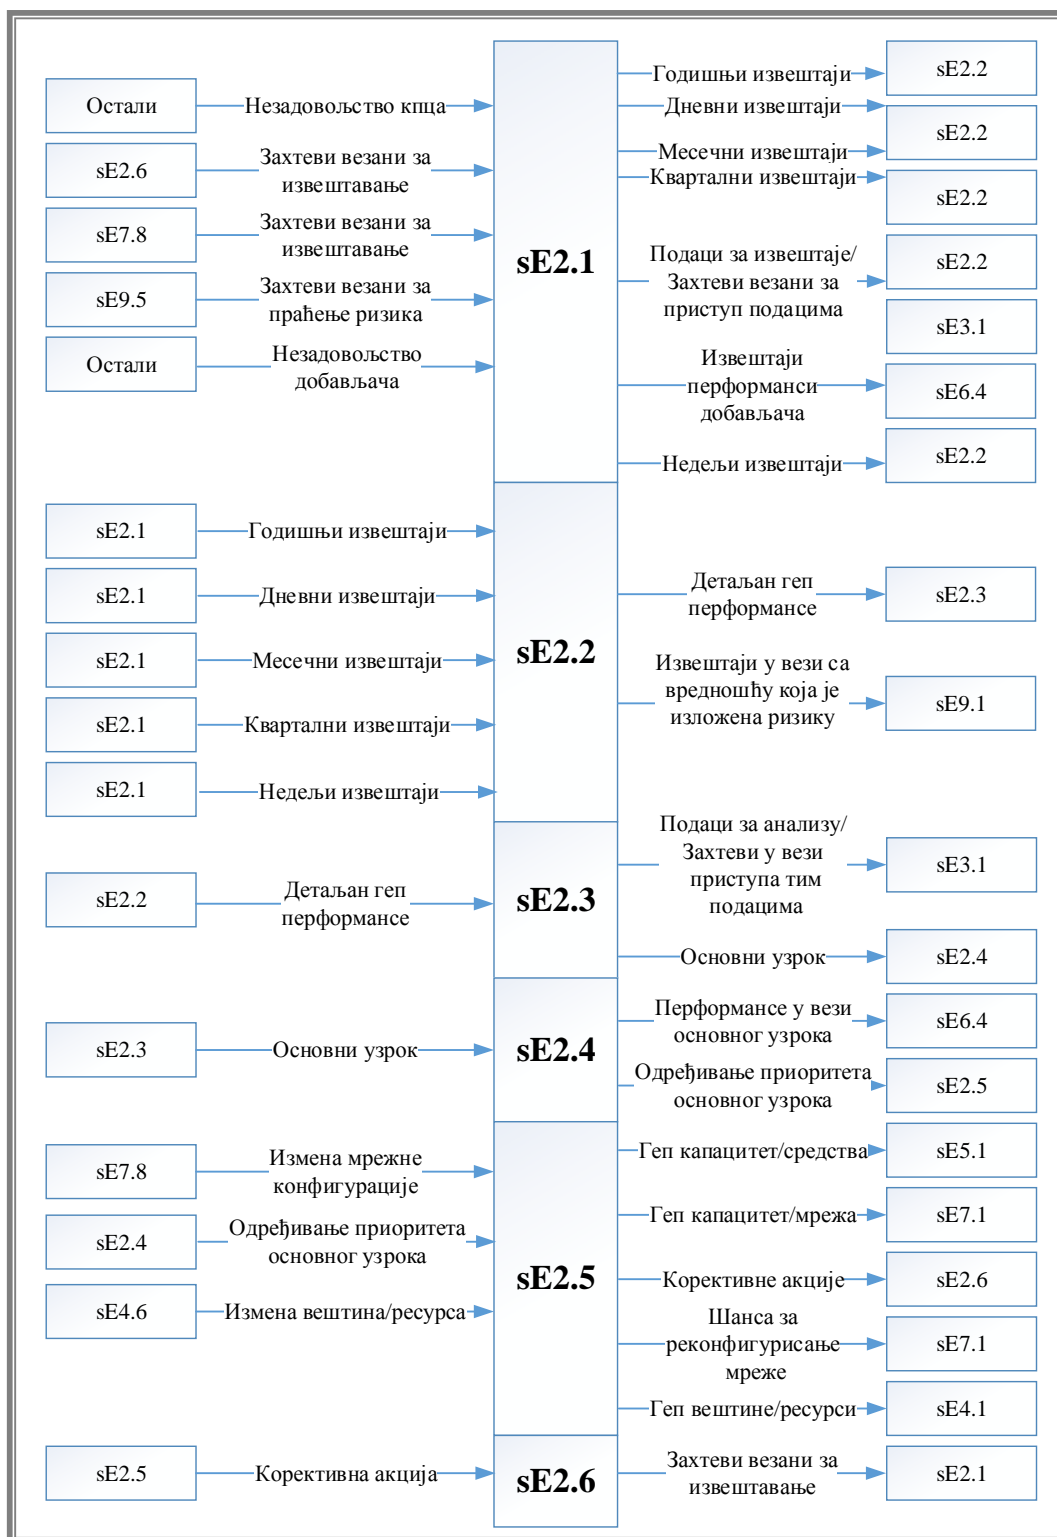 Остали
Незадовољство кпца
sE2.6
Захтеви везани за
извештавање
sE7.8
Захтеви везани за
извештавање
sE9.5
Захтеви везани за
праћење ризика
Остали
Незадовољство
добављача
sE2.1
Годишњи извештаји
sE2.2
Дневни извештаји
sE2.2
Месечни извештаји
Квартални извештаји
sE2.2
Подаци за извештаје/
Захтеви везани за
приступ подацима
sE2.2
sE3.1
Извештаји
перформанси
добављача
sE6.4
Недељи извештаји
sE2.2
sE2.1
Годишњи извештаји
sE2.1
Дневни извештаји
sE2.1
Месечни извештаји
sE2.1
Квартални извештаји
sE2.1
Недељи извештаји
sE2.2
Детаљан геп
перформансе
sE2.3
Извештаји у вези са
вредношћу која је
изложена ризику
sE9.1
sE2.2
Детаљан геп
перформансе
sE2.3
Подаци за анализу/
Захтеви у вези
приступа тим
подацима
sE3.1
Основни узрок
sE2.4
sE2.3
Основни узрок
sE2.4
Перформансе у вези
основног узрока
sE6.4
Одређивање приоритета
основног узрока
sE2.5
sE7.8
Измена мрежне
конфигурације
sE2.4
Одређивање приоритета
основног узрока
sE4.6
Измена вештина/ресурса
sE2.5
Геп капацитет/средства
sE5.1
Геп капацитет/мрежа
sE7.1
Корективне акције
sE2.6
Шанса за
реконфигурисање
мреже
sE7.1
Геп вештине/ресурси
sE4.1
sE2.5
Корективна акција
sE2.6
Захтеви везани за
извештавање
sE2.1